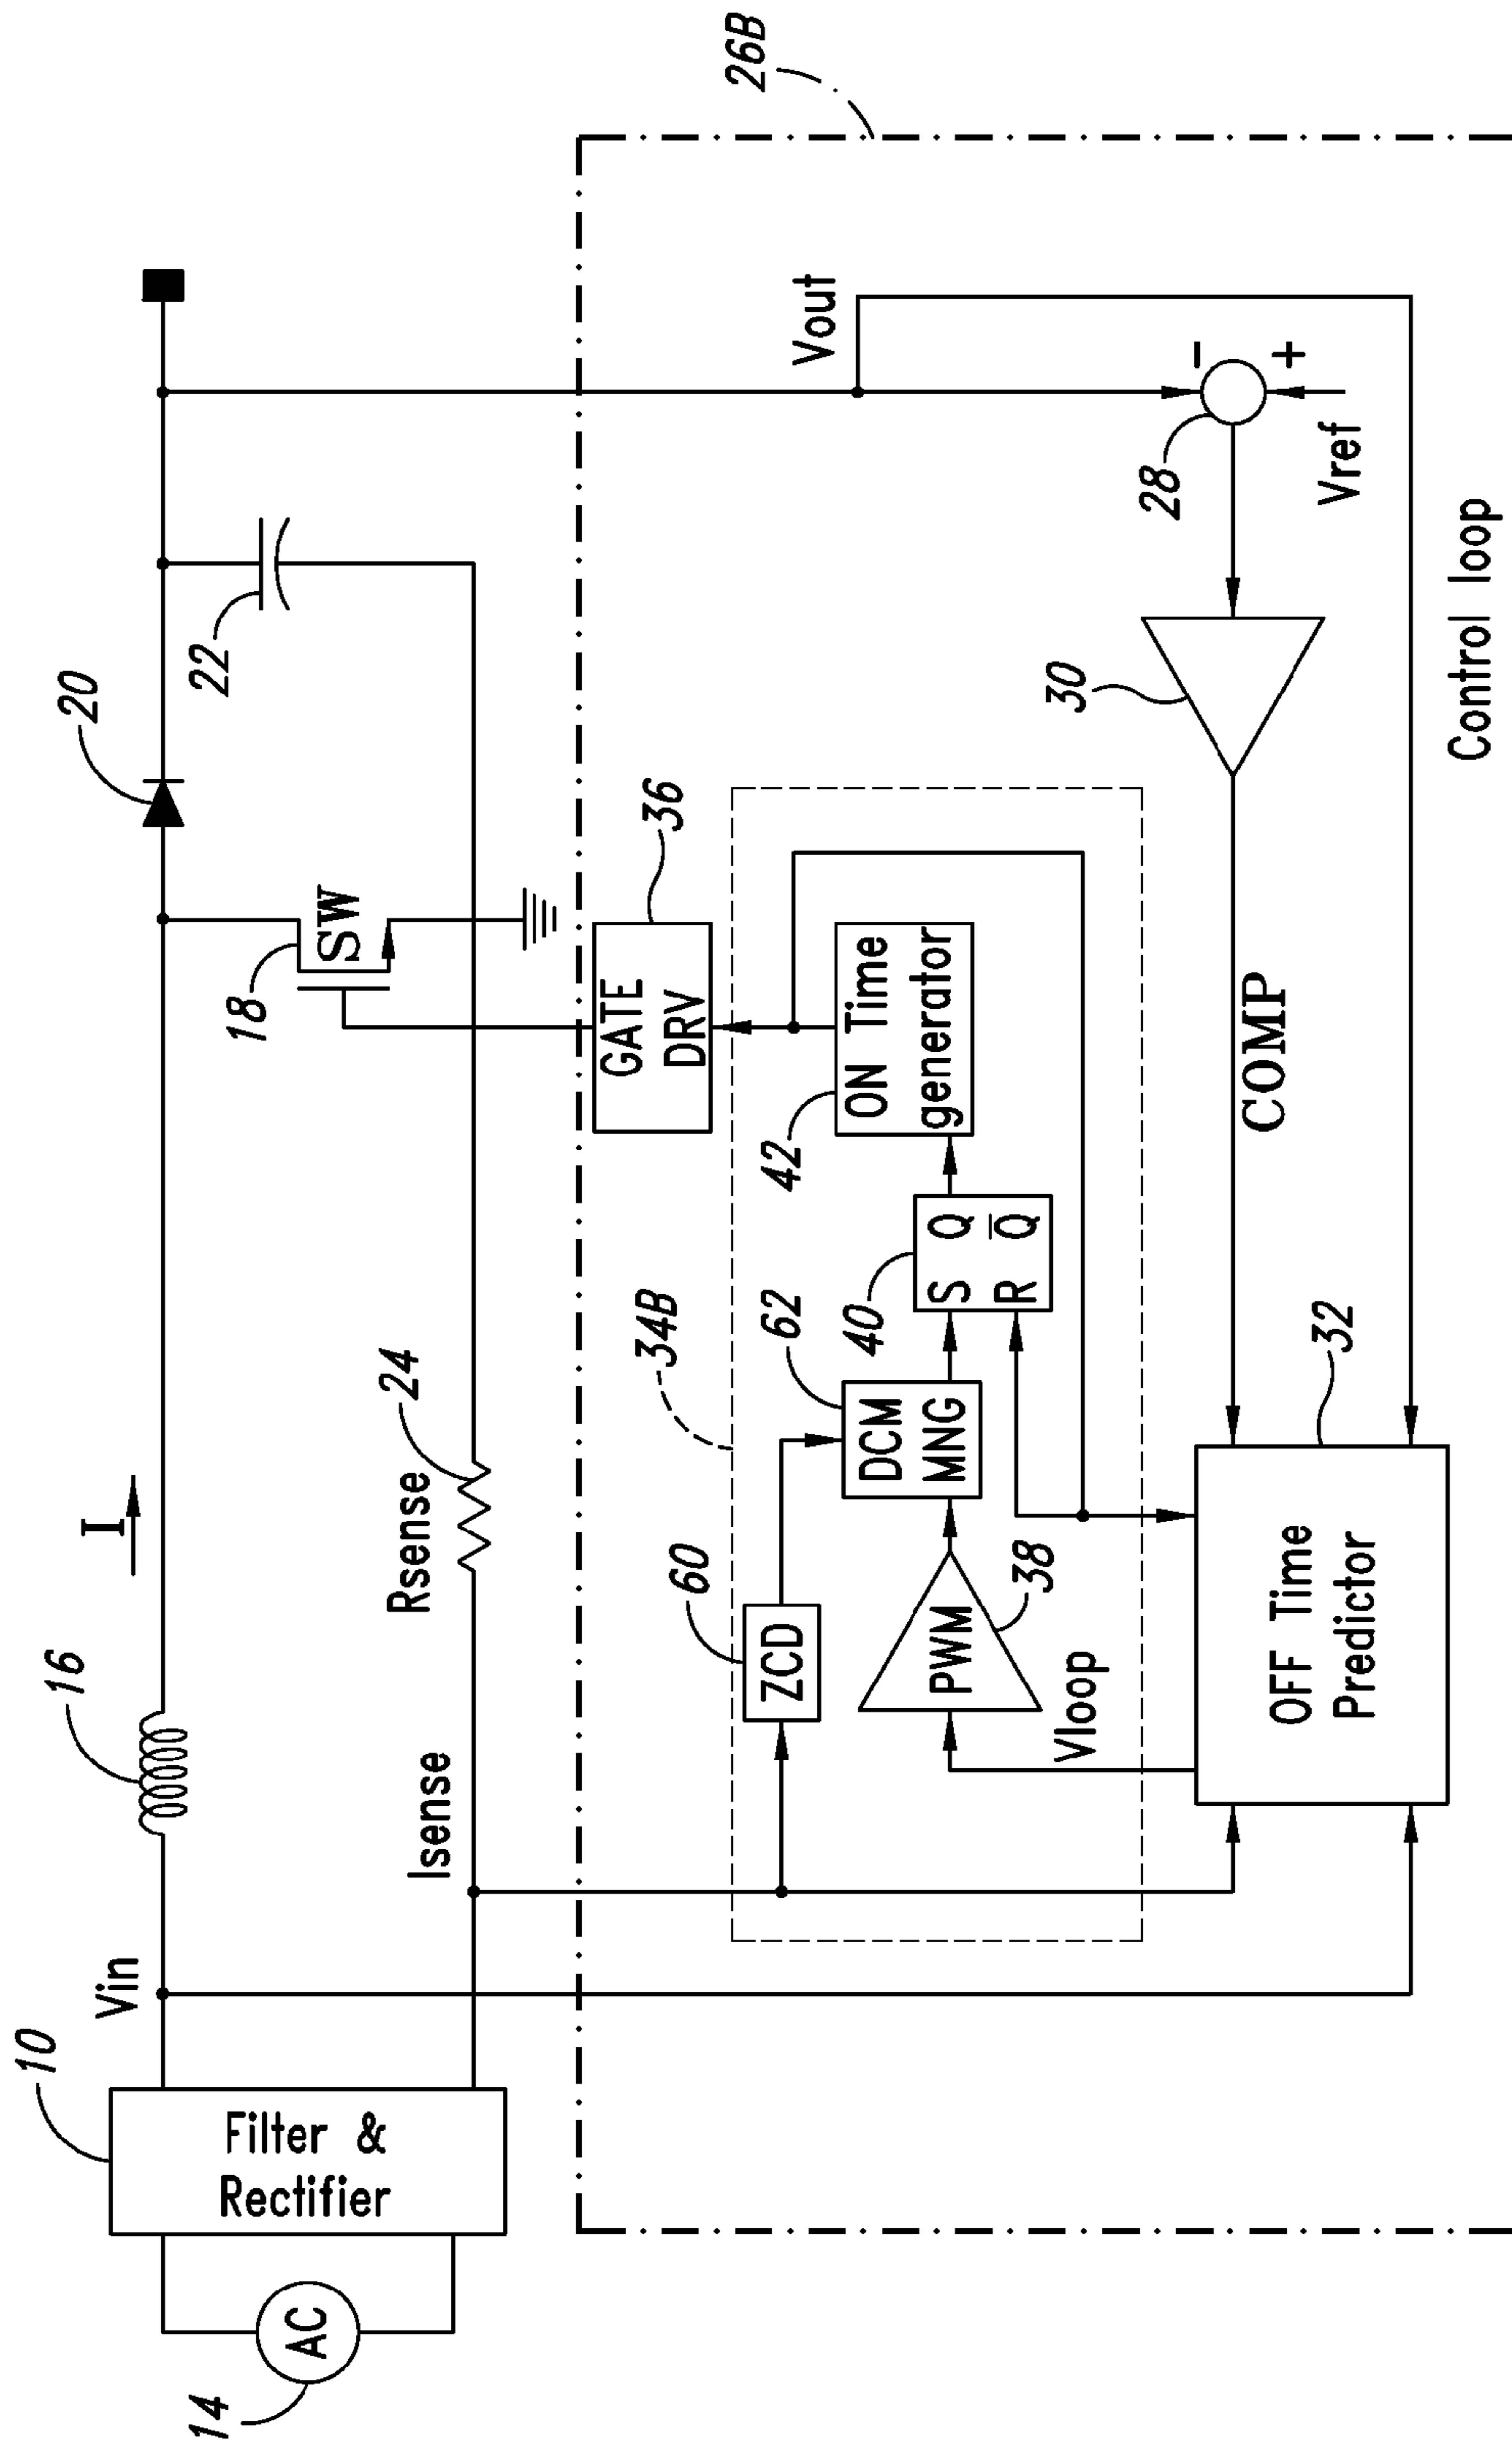 10
Vin
16
I
20
14
AC
Filter &
Rectifier
Isense
Rsense
24
18
SW
22
26B
34B
GATE
DRV
36
60
ZCD
62
DCM
MNG
40
S Q
R Q̅
42
ON Time
generator
PWM
38
Vloop
30
Vout
-
+
28
Vref
COMP
OFF Time
Predictor
32
Control loop